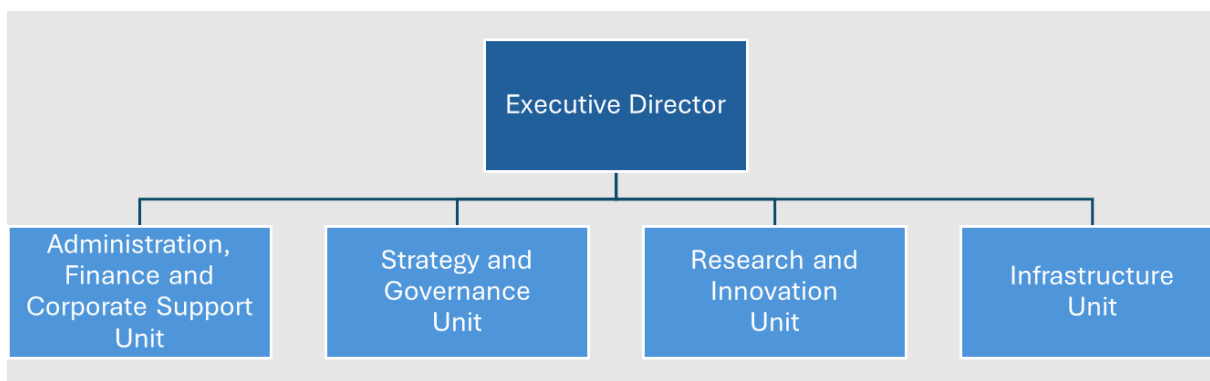 Executive Director
Administration,
Finance and
Corporate Support
Unit
Strategy and
Governance
Unit
Research and
Innovation
Unit
Infrastructure
Unit